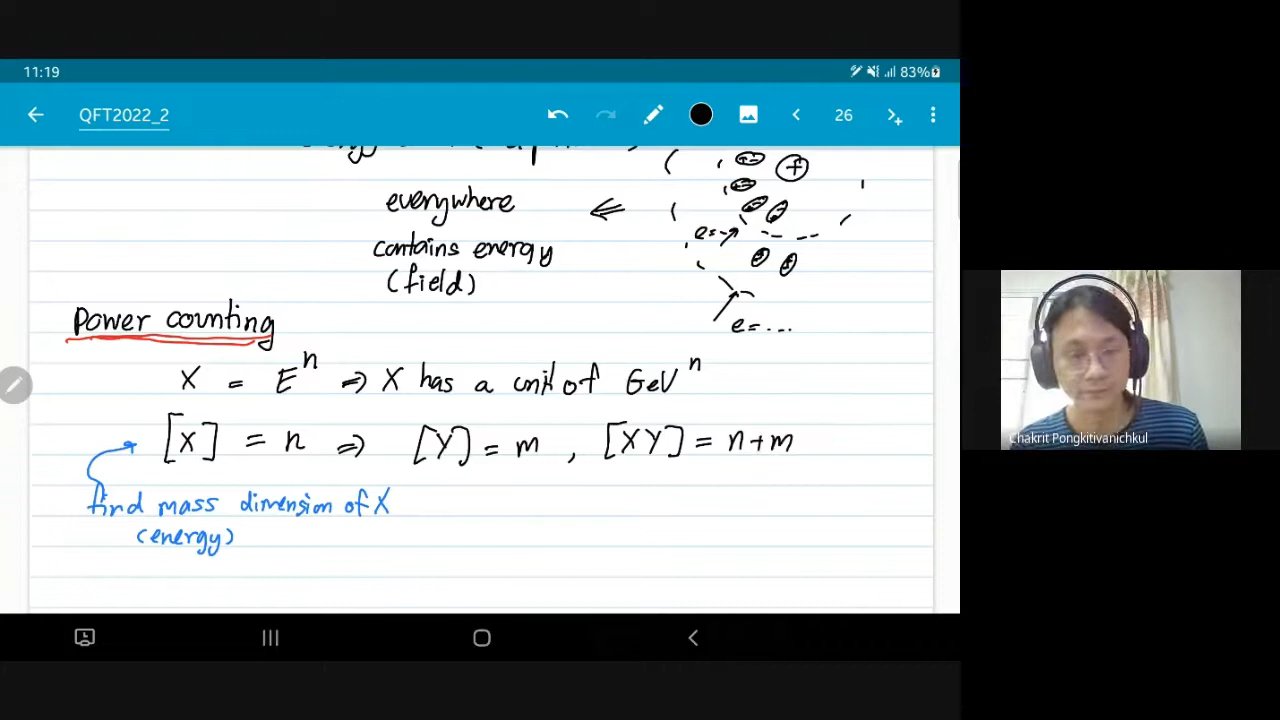 11:19
83%
QFT2022_2
26
everywhere
contains energy
(field)
e=--
e=...
Power counting
X = E^n ⇒ X has a unit of GeV^n
[X] = n ⇒ [Y] = m , [XY] = n+m
find mass dimension of X
(energy)
Chakrit Pongkitivanichkul